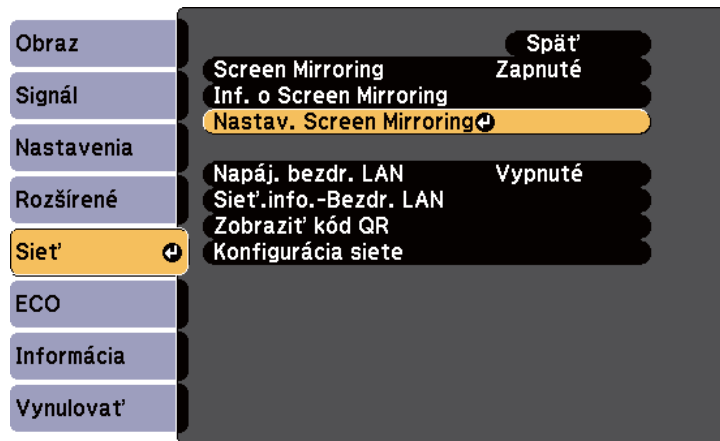 Obraz
Signál
Nastavenia
Rozšírené
Sieť
ECO
Informácia
Vynulovať
Späť
Screen Mirroring Zapnuté
Inf. o Screen Mirroring
Nastav. Screen Mirroring
Napáj. bezdr. LAN Vypnuté
Sieť.info.-Bezdr. LAN
Zobraziť kód QR
Konfigurácia siete